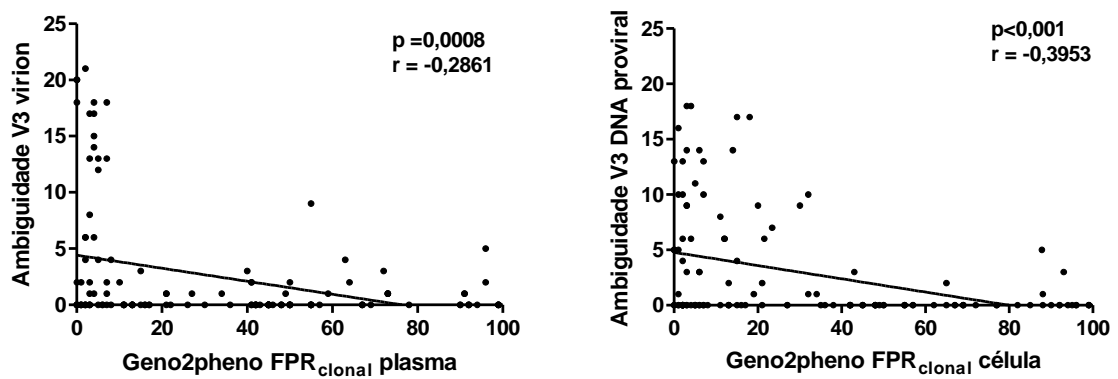 Ambiguidade V3 virion
25
20
15
10
5
0
0 20 40 60 80 100
p =0,0008
r = -0,2861
Geno2pheno FPRclonal plasma
Ambiguidade V3 DNA proviral
25
20
15
10
5
0
0 20 40 60 80 100
p<0,001
r = -0,3953
Geno2pheno FPRclonal célula